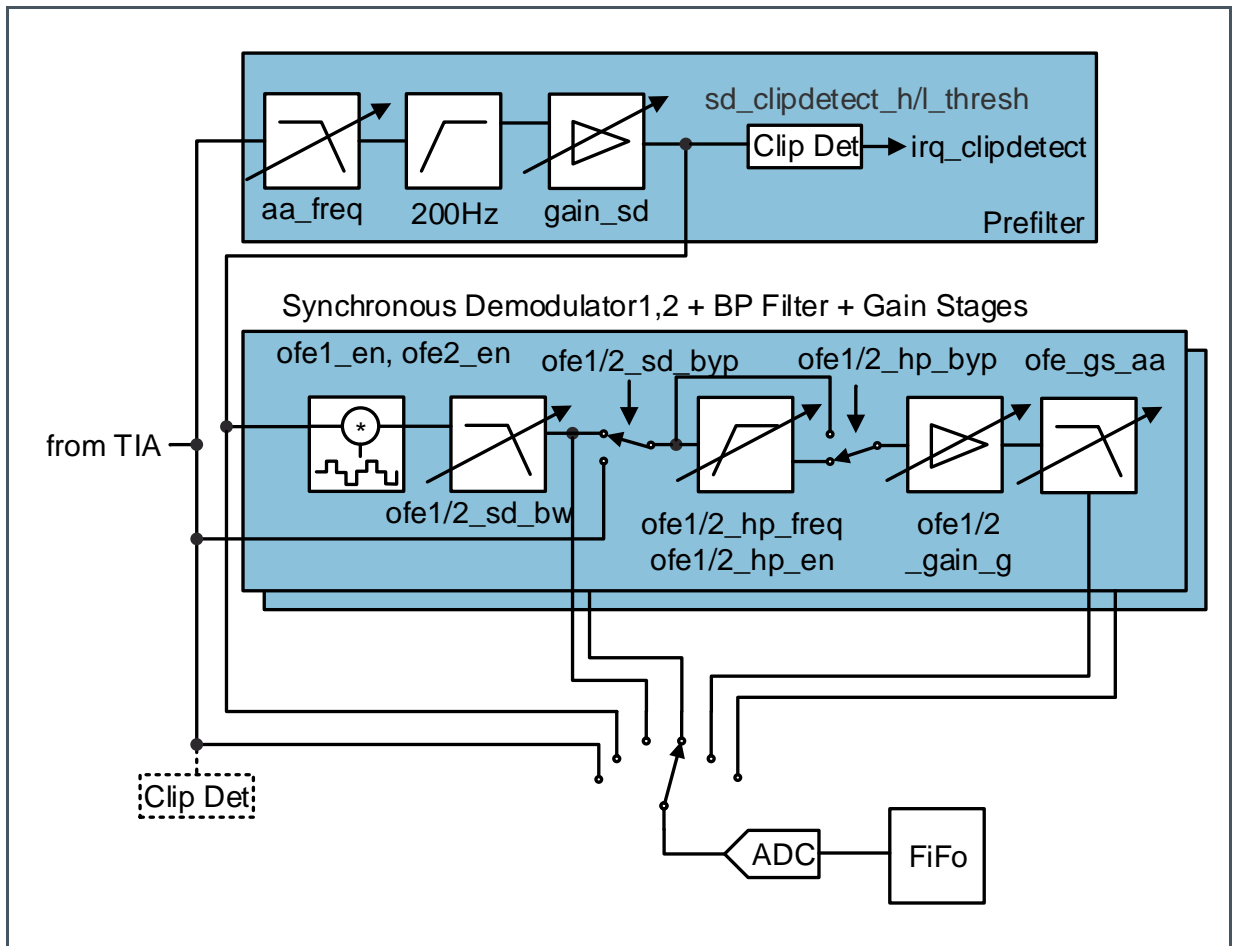 sd_clipdetect_h/l_thresh
Clip Det
irq_clipdetect
aa_freq
200Hz
gain_sd
Prefilter
Synchronous Demodulator1,2 + BP Filter + Gain Stages
ofe1_en, ofe2_en
ofe1/2_sd_byp
ofe1/2_hp_byp
ofe_gs_aa
*
from TIA
ofe1/2_sd_bw
ofe1/2_hp_freq
ofe1/2_hp_en
ofe1/2
_gain_g
Clip Det
ADC
FiFo